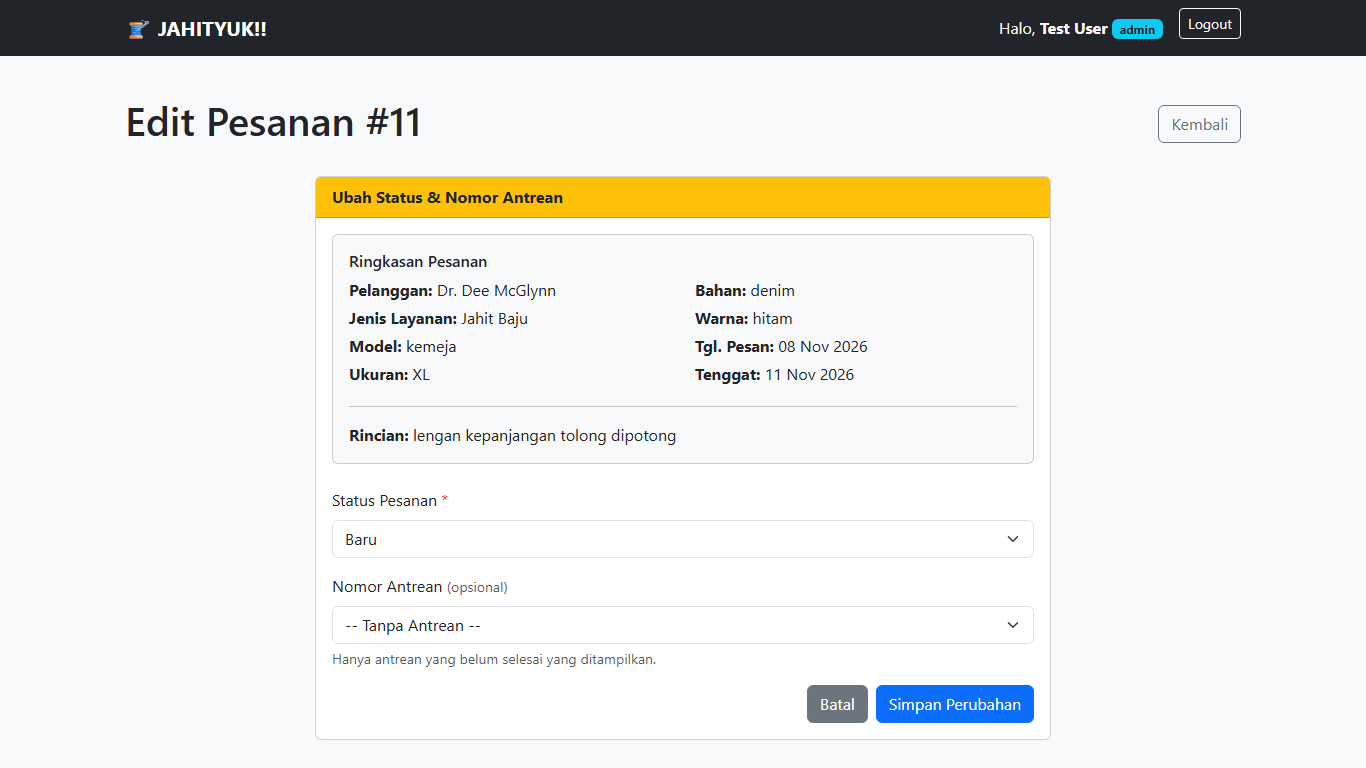 JAHITYUK!!
Halo, Test User admin
Logout
Edit Pesanan #11
Kembali
Ubah Status & Nomor Antrean
Ringkasan Pesanan
Pelanggan: Dr. Dee McGlynn
Jenis Layanan: Jahit Baju
Model: kemeja
Ukuran: XL
Bahan: denim
Warna: hitam
Tgl. Pesan: 08 Nov 2026
Tenggat: 11 Nov 2026
Rincian: lengan kepanjangan tolong dipotong
Status Pesanan *
Baru
Nomor Antrean (opsional)
-- Tanpa Antrean --
Hanya antrean yang belum selesai yang ditampilkan.
Batal
Simpan Perubahan